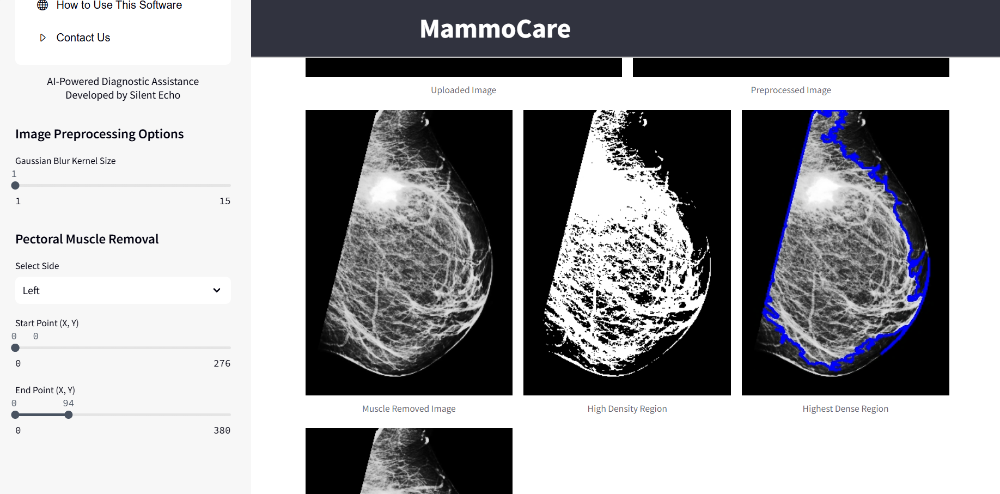 How to Use This Software
Contact Us
AI-Powered Diagnostic Assistance
Developed by Silent Echo
Image Preprocessing Options
Gaussian Blur Kernel Size
1
1 15
Pectoral Muscle Removal
Select Side
Left
Start Point (X, Y)
0 0
0 276
End Point (X, Y)
0 94
0 380
MammoCare
Uploaded Image
Preprocessed Image
Muscle Removed Image
High Density Region
Highest Dense Region